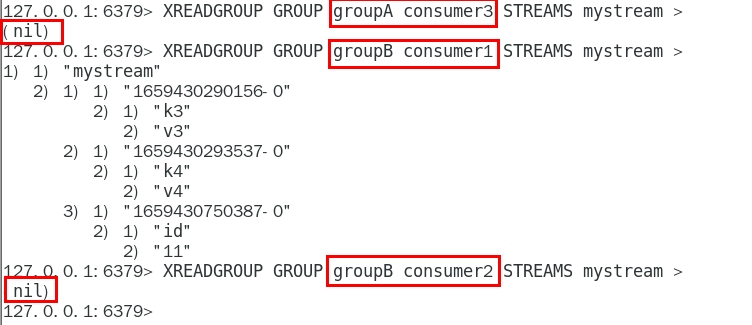 127.0.0.1:6379> XREADGROUP GROUP groupA consumer3 STREAMS mystream >
(nil)
127.0.0.1:6379> XREADGROUP GROUP groupB consumer1 STREAMS mystream >
1) 1) "mystream"
2) 1) 1) "1659430290156-0"
2) 1) "k3"
2) "v3"
2) 1) "1659430293537-0"
2) 1) "k4"
2) "v4"
3) 1) "1659430750387-0"
2) 1) "id"
2) "11"
127.0.0.1:6379> XREADGROUP GROUP groupB consumer2 STREAMS mystream >
(nil)
127.0.0.1:6379>